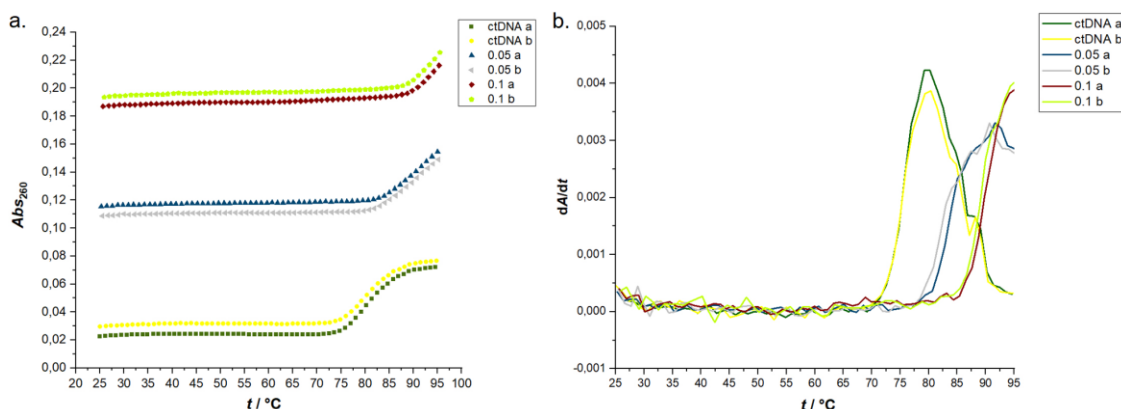 a.
0,24
0,22
0,20
0,18
0,16
0,14
0,12
0,10
0,08
0,06
0,04
0,02
0,00
Abs260
20 25 30 35 40 45 50 55 60 65 70 75 80 85 90 95 100
t / °C
ctDNA a
ctDNA b
0.05 a
0.05 b
0.1 a
0.1 b
b.
0,005
0,004
0,003
0,002
0,001
0,000
-0,001
dA/dt
25 30 35 40 45 50 55 60 65 70 75 80 85 90 95
t / °C
ctDNA a
ctDNA b
0.05 a
0.05 b
0.1 a
0.1 b